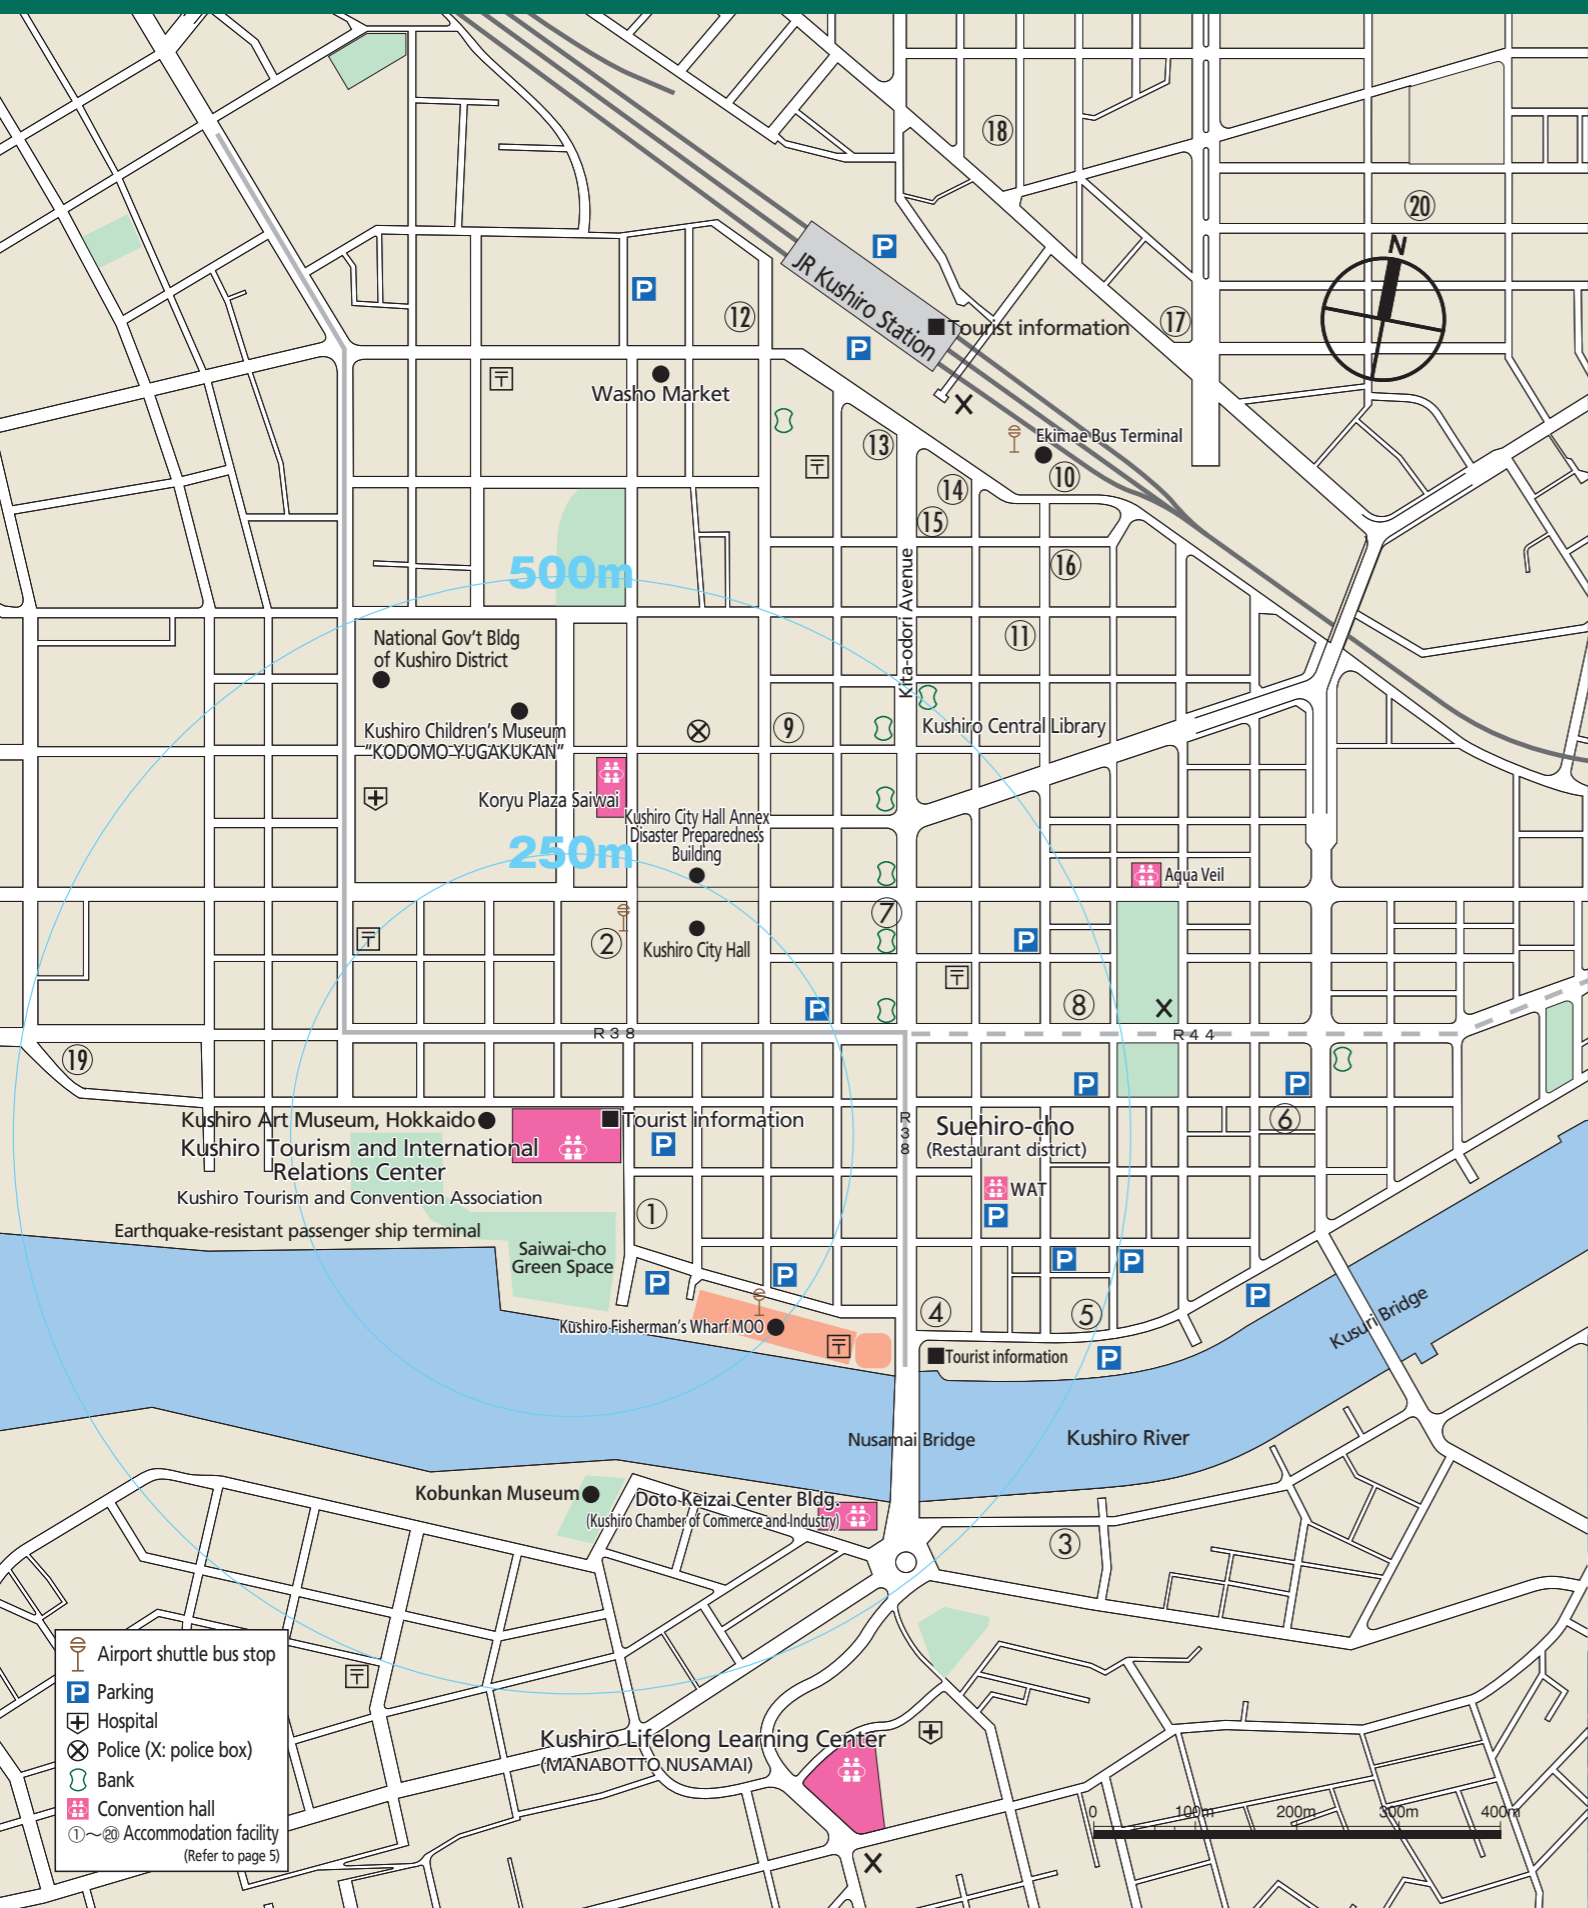 ⑱
⑳
N
P
JR Kushiro Station
P
⑫
Tourist information
⑰
P
Washo Market
⑬
Ekimae Bus Terminal
⑩
⑭
⑮
500m
⑯
Kita-odori Avenue
National Gov't Bldg
of Kushiro District
⑪
Kushiro Children's Museum
"KODOMO YUGAKUKAN"
⑨
Kushiro Central Library
Koryu Plaza Saiwai
Kushiro City Hall Annex
Disaster Preparedness
Building
250m
Aqua Veil
⑦
②
Kushiro City Hall
P
P
⑧
R38
R44
⑲
P
P
Kushiro Art Museum, Hokkaido
Tourist information
P
R38
Suehiro-cho
(Restaurant district)
⑥
Kushiro Tourism and International
Relations Center
Kushiro Tourism and Convention Association
WAT
P
①
Earthquake-resistant passenger ship terminal
Saiwai-cho
Green Space
P
P
P
P
P
④
⑤
Kushiro Fisherman's Wharf MOO
Tourist information
P
Kusuri Bridge
Nusamai Bridge
Kushiro River
Kobunkan Museum
Doto Keizai Center Bldg.
(Kushiro Chamber of Commerce and Industry)
③
Kushiro Lifelong Learning Center
(MANABOTTO NUSAMAI)
Airport shuttle bus stop
P Parking
Hospital
Police (X: police box)
Bank
Convention hall
①～⑳ Accommodation facility
(Refer to page 5)
0 100m 200m 300m 400m